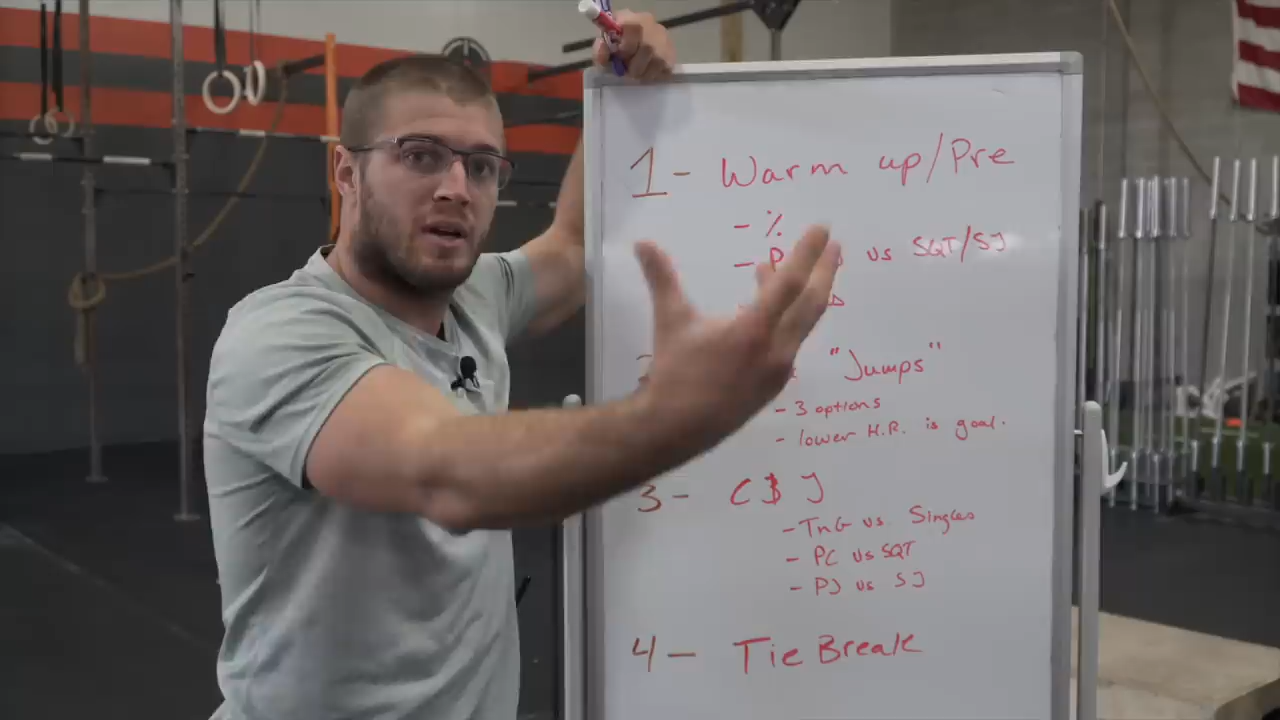 1- Warm up/Pre
- %
- P vs SQT/SJ
"Jumps"
- 3 options
- lower H.R. is goal.
3- C$J
- TnG vs. Singles
- PC vs SQT
- PJ vs SJ
4- Tie Break